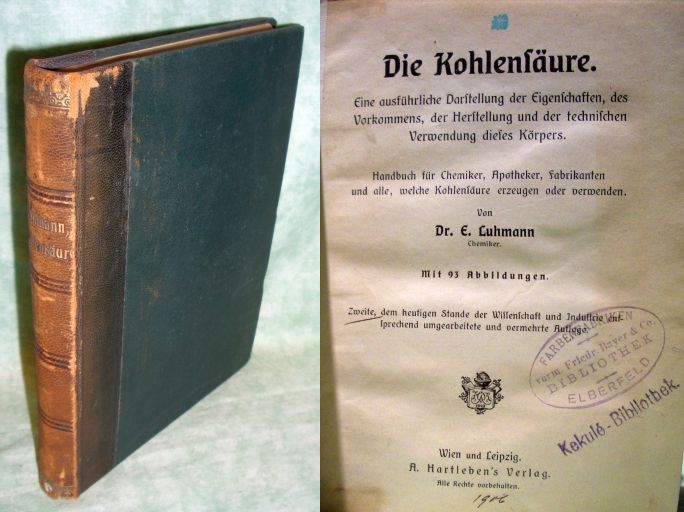 Luhmann,
Die Kohlenſäure.
Eine ausführliche Darſtellung der Eigenſchaften, des
Vorkommens, der Herſtellung und der techniſchen
Verwendung dieſes Körpers.
Handbuch für Chemiker, Apotheker, Fabrikanten
und alle, welche Kohlenſäure erzeugen oder verwenden.
Von
Dr. E. Luhmann
Chemiker.
Mit 93 Abbildungen.
Zweite, dem heutigen Stande der Wiſſenſchaft und Induſtrie ent-
ſprechend umgearbeitete und vermehrte Auflage.
FARBENFABRIKEN
vorm. Friedr. Bayer & Co.
BIBLIOTHEK
ELBERFELD
Kekulé-Bibliothek.
Wien und Leipzig.
A. Hartleben's Verlag.
Alle Rechte vorbehalten.
1906